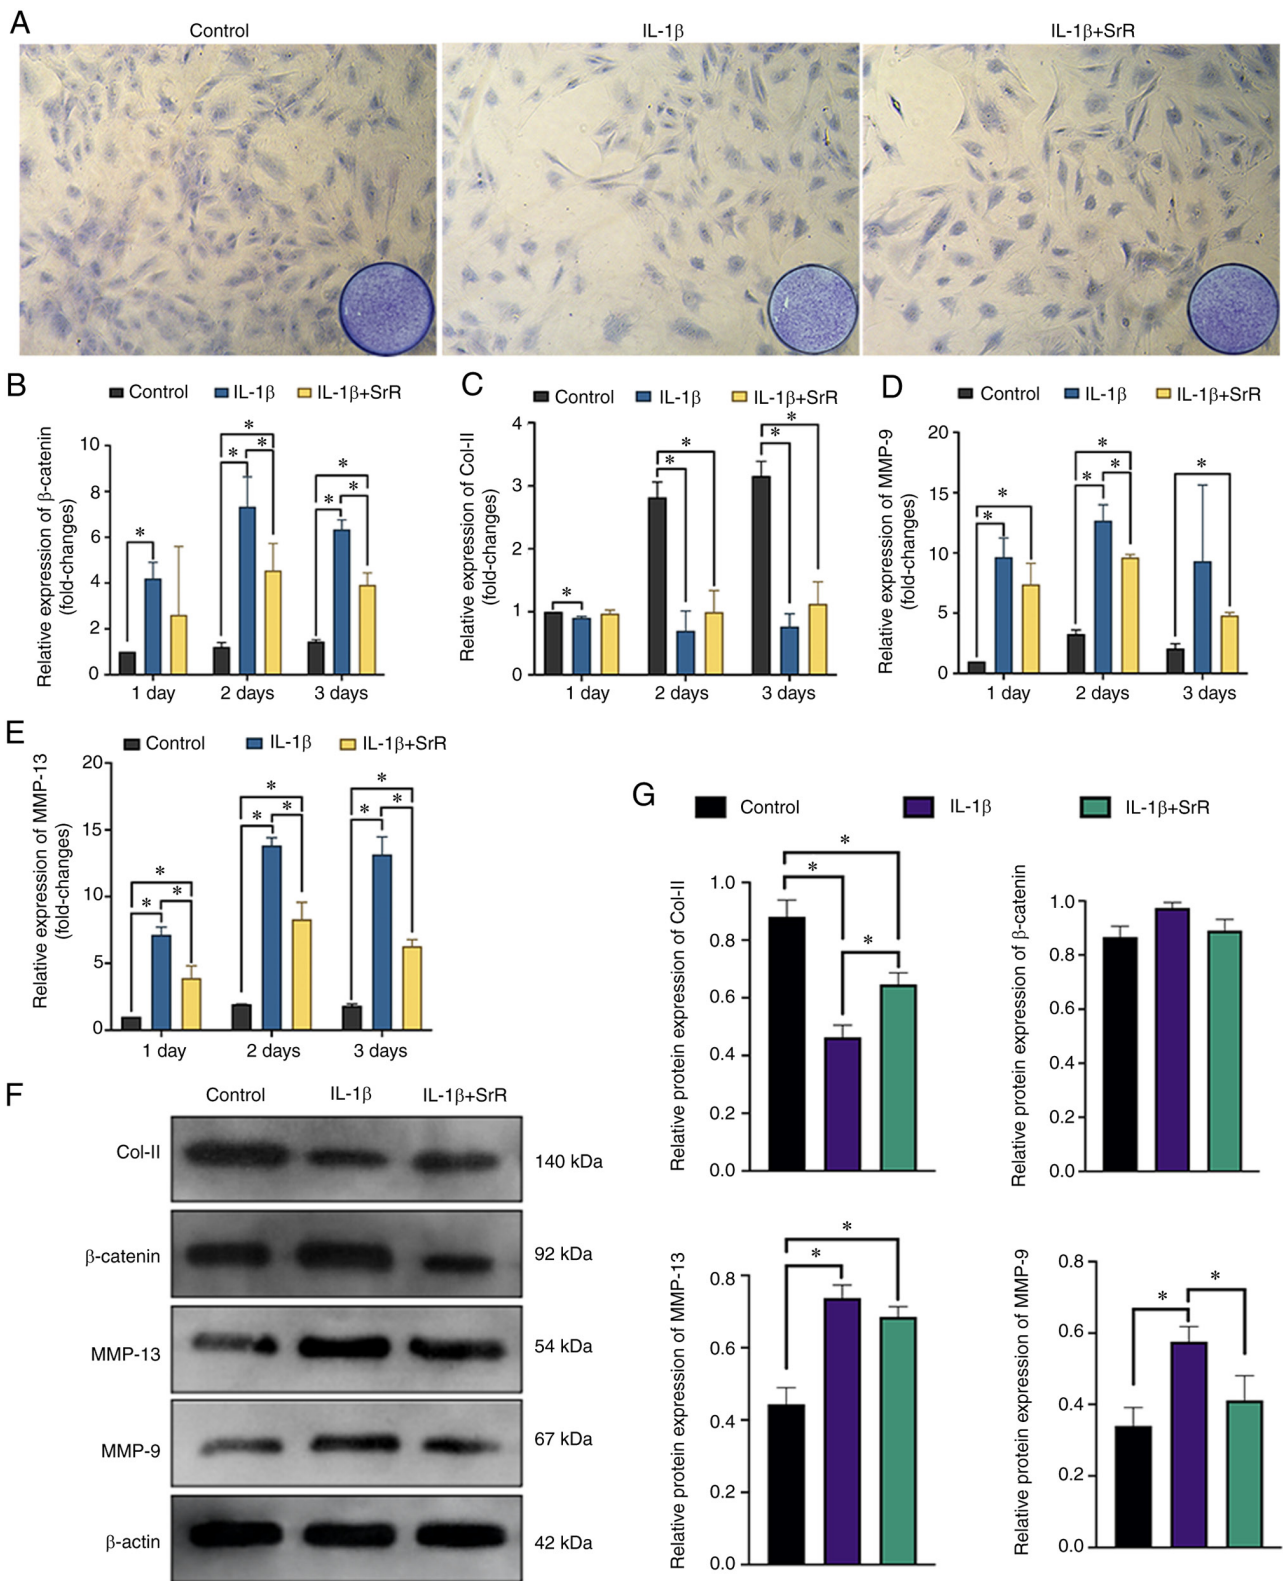 A
Control
IL-1β
IL-1β+SrR
B
Control
IL-1β
IL-1β+SrR
Relative expression of β-catenin
(fold-changes)
10
8
6
4
2
0
*
*
*
*
*
*
*
1 day
2 days
3 days
C
Control
IL-1β
IL-1β+SrR
Relative expression of Col-II
(fold-changes)
4
3
2
1
0
*
*
*
*
*
1 day
2 days
3 days
D
Control
IL-1β
IL-1β+SrR
Relative expression of MMP-9
(fold-changes)
20
15
10
5
0
*
*
*
*
*
*
1 day
2 days
3 days
E
Control
IL-1β
IL-1β+SrR
Relative expression of MMP-13
(fold-changes)
20
15
10
5
0
*
*
*
*
*
*
*
*
*
1 day
2 days
3 days
F
Control
IL-1β
IL-1β+SrR
Col-II
140 kDa
β-catenin
92 kDa
MMP-13
54 kDa
MMP-9
67 kDa
β-actin
42 kDa
G
Control
IL-1β
IL-1β+SrR
Relative protein expression of Col-II
1.0
0.8
0.6
0.4
0.2
0.0
*
*
*
Relative protein expression of β-catenin
1.0
0.8
0.6
0.4
0.2
0.0
Relative protein expression of MMP-13
0.8
0.6
0.4
0.2
0.0
*
*
Relative protein expression of MMP-9
0.8
0.6
0.4
0.2
0.0
*
*